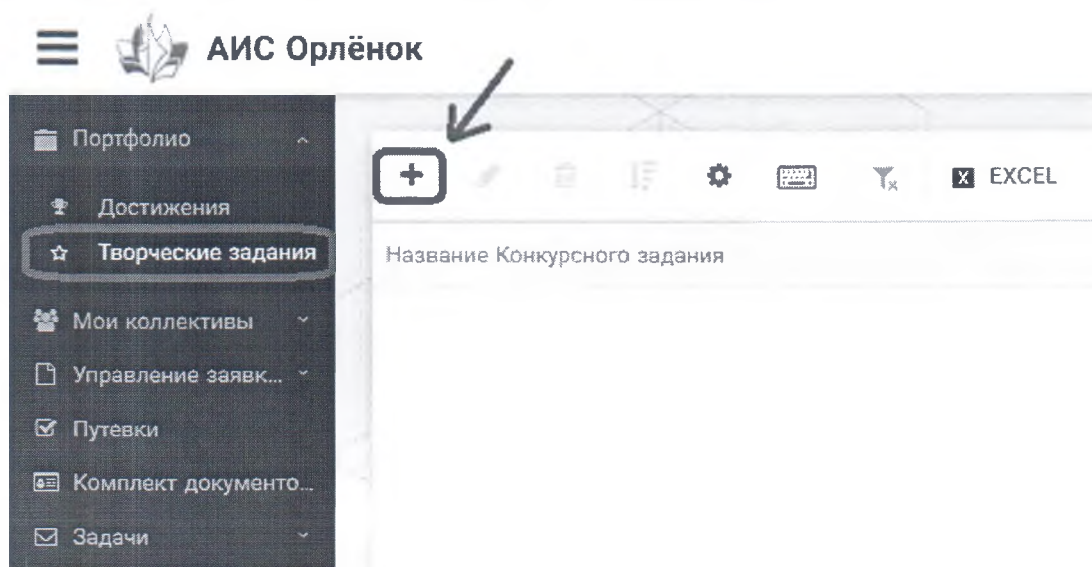 АИС Орлёнок
Портфолио
Достижения
Творческие задания
Мои коллективы
Управление заявк...
Путевки
Комплект документо...
Задачи
EXCEL
Название Конкурсного задания